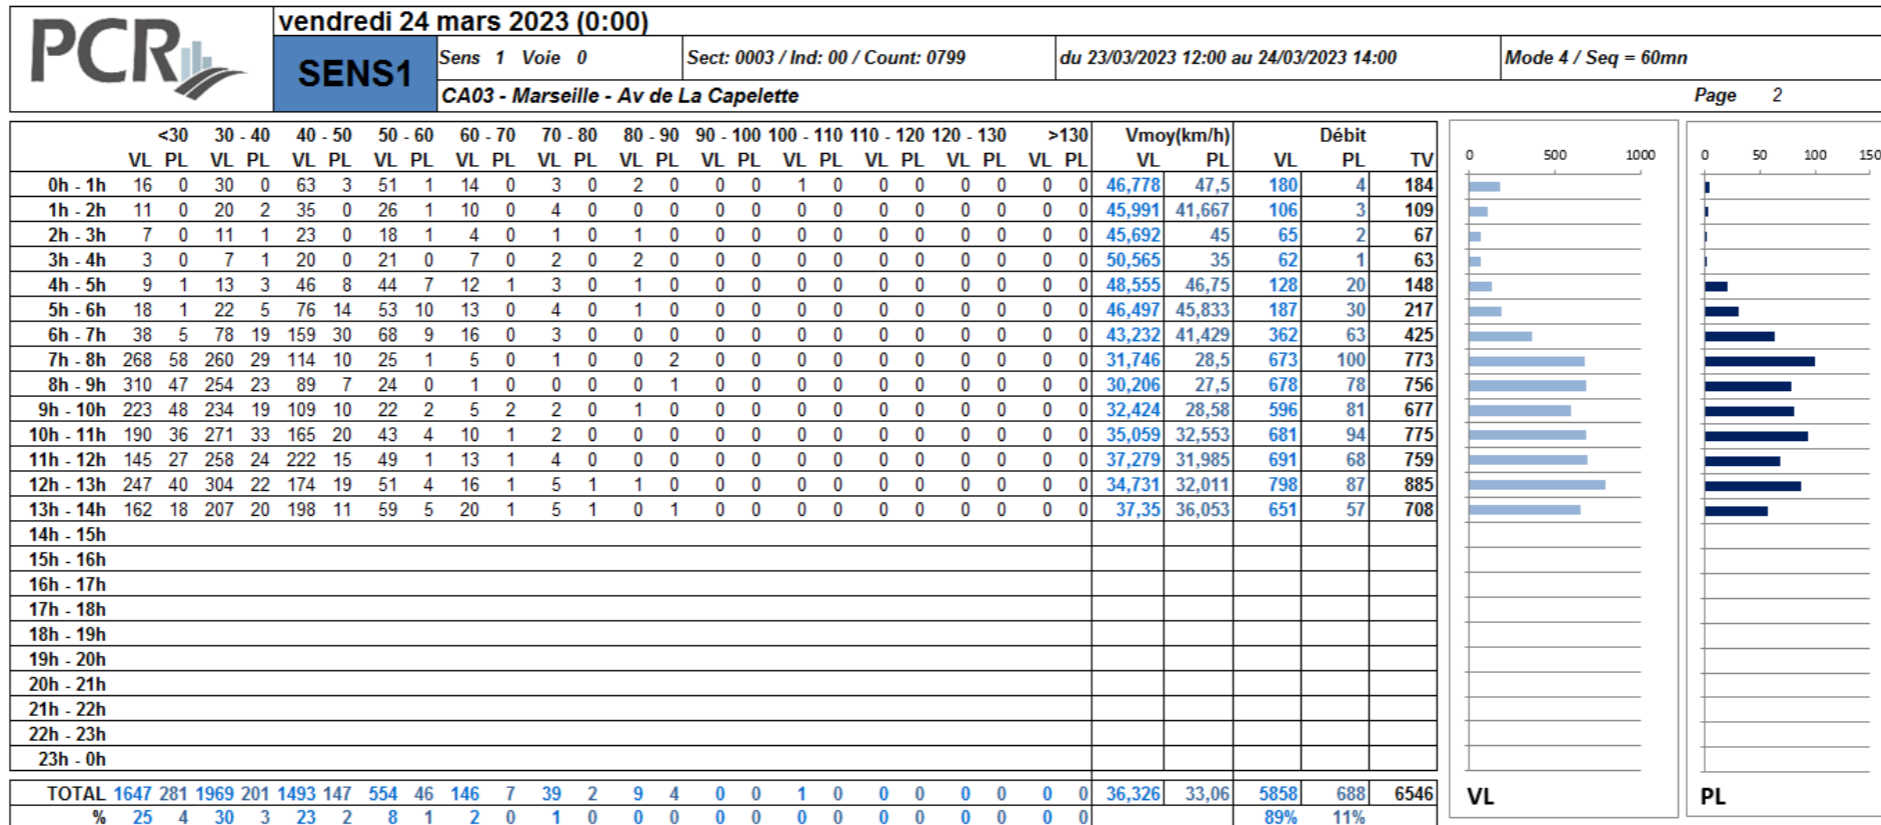 PCR
vendredi 24 mars 2023 (0:00)
SENS1
Sens 1 Voie 0
Sect: 0003 / Ind: 00 / Count: 0799
du 23/03/2023 12:00 au 24/03/2023 14:00
Mode 4 / Seq = 60mn
CA03 - Marseille - Av de La Capelette
Page 2
<30 30 - 40 40 - 50 50 - 60 60 - 70 70 - 80 80 - 90 90 - 100 100 - 110 110 - 120 120 - 130 >130 Vmoy(km/h) Débit
VL PL VL PL VL PL VL PL VL PL VL PL VL PL VL PL VL PL VL PL VL PL VL PL VL PL VL PL TV
0h - 1h 16 0 30 0 63 3 51 1 14 0 3 0 2 0 0 0 1 0 0 0 0 0 0 0 46,778 47,5 180 4 184
1h - 2h 11 0 20 2 35 0 26 1 10 0 4 0 0 0 0 0 0 0 0 0 0 0 0 0 45,991 41,667 106 3 109
2h - 3h 7 0 11 1 23 0 18 1 4 0 1 0 1 0 0 0 0 0 0 0 0 0 0 0 45,692 45 65 2 67
3h - 4h 3 0 7 1 20 0 21 0 7 0 2 0 2 0 0 0 0 0 0 0 0 0 0 0 50,565 35 62 1 63
4h - 5h 9 1 13 3 46 8 44 7 12 1 3 0 1 0 0 0 0 0 0 0 0 0 0 0 48,555 46,75 128 20 148
5h - 6h 18 1 22 5 76 14 53 10 13 0 4 0 1 0 0 0 0 0 0 0 0 0 0 0 46,497 45,833 187 30 217
6h - 7h 38 5 78 19 159 30 68 9 16 0 3 0 0 0 0 0 0 0 0 0 0 0 0 0 43,232 41,429 362 63 425
7h - 8h 268 58 260 29 114 10 25 1 5 0 1 0 0 2 0 0 0 0 0 0 0 0 0 0 31,746 28,5 673 100 773
8h - 9h 310 47 254 23 89 7 24 0 1 0 0 0 0 1 0 0 0 0 0 0 0 0 0 0 30,206 27,5 678 78 756
9h - 10h 223 48 234 19 109 10 22 2 5 2 2 0 1 0 0 0 0 0 0 0 0 0 0 0 32,424 28,58 596 81 677
10h - 11h 190 36 271 33 165 20 43 4 10 1 2 0 0 0 0 0 0 0 0 0 0 0 0 0 35,059 32,553 681 94 775
11h - 12h 145 27 258 24 222 15 49 1 13 1 4 0 0 0 0 0 0 0 0 0 0 0 0 0 37,279 31,985 691 68 759
12h - 13h 247 40 304 22 174 19 51 4 16 1 5 1 1 0 0 0 0 0 0 0 0 0 0 0 34,731 32,011 798 87 885
13h - 14h 162 18 207 20 198 11 59 5 20 1 5 1 0 1 0 0 0 0 0 0 0 0 0 0 37,35 36,053 651 57 708
14h - 15h
15h - 16h
16h - 17h
17h - 18h
18h - 19h
19h - 20h
20h - 21h
21h - 22h
22h - 23h
23h - 0h
TOTAL 1647 281 1969 201 1493 147 554 46 146 7 39 2 9 4 0 0 1 0 0 0 0 0 0 0 36,326 33,06 5858 688 6546
% 25 4 30 3 23 2 8 1 2 0 1 0 0 0 0 0 0 0 0 0 0 0 0 0 89% 11%
0 500 1000
VL
0 50 100 150
PL